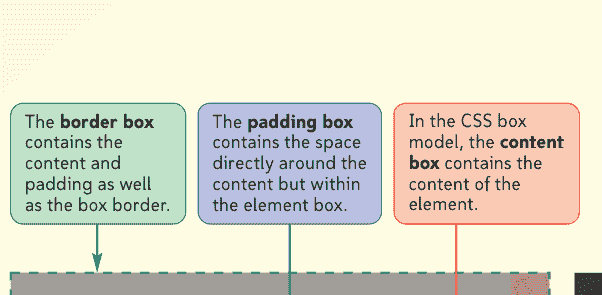 The border box
contains the
content and
padding as well
as the box border.
The padding box
contains the space
directly around the
content but within
the element box.
In the CSS box
model, the content
box contains the
content of the
element.